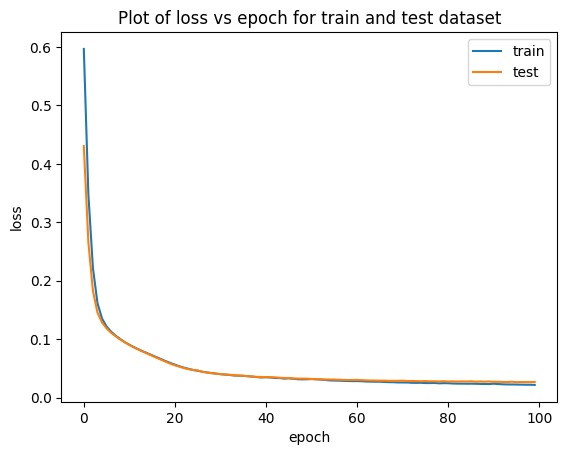 Plot of loss vs epoch for train and test dataset
train
test
loss
0.6
0.5
0.4
0.3
0.2
0.1
0.0
0 20 40 60 80 100
epoch